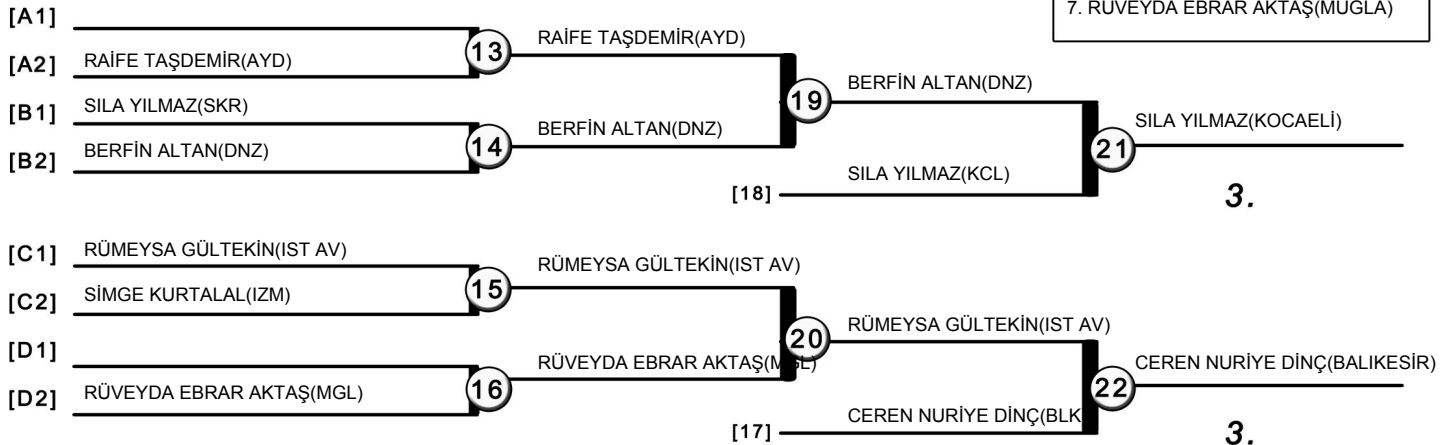 7. RÜVEYDA EBRAR AKTAŞ(MUĞLA)
[A1]
[A2] RAİFE TAŞDEMİR(AYD)
13 RAİFE TAŞDEMİR(AYD)
[B1] SILA YILMAZ(SKR)
[B2] BERFİN ALTAN(DNZ)
14 BERFİN ALTAN(DNZ)
19 BERFİN ALTAN(DNZ)
[18] SILA YILMAZ(KCL)
21 SILA YILMAZ(KOCAELİ)
3.
[C1] RÜMEYSA GÜLTEKİN(IST AV)
[C2] SİMGE KURTALAL(IZM)
15 RÜMEYSA GÜLTEKİN(IST AV)
[D1]
[D2] RÜVEYDA EBRAR AKTAŞ(MGL)
16 RÜVEYDA EBRAR AKTAŞ(MGL)
20 RÜMEYSA GÜLTEKİN(IST AV)
[17] CEREN NURİYE DİNÇ(BLK
22 CEREN NURİYE DİNÇ(BALIKESİR)
3.